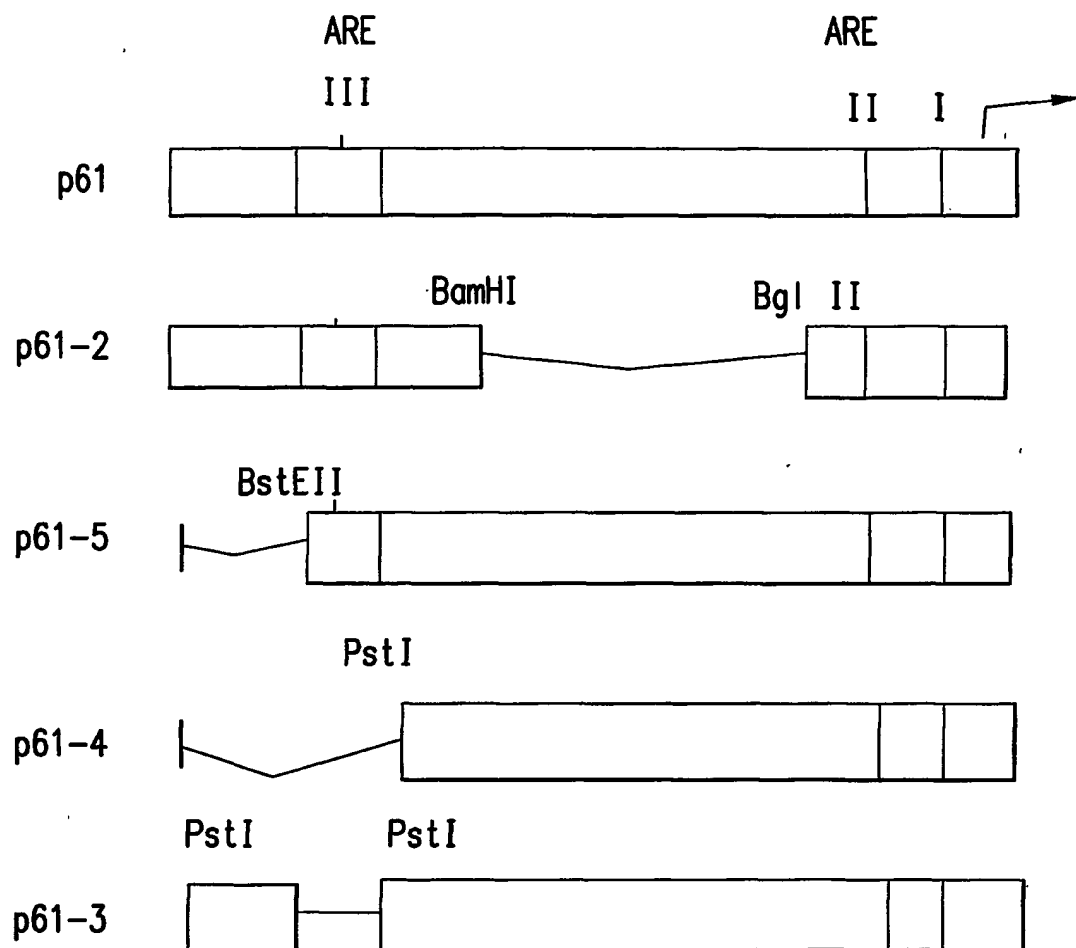 ARE ARE
III II I
p61
BamHI Bgl II
p61-2
BstEII
p61-5
PstI
p61-4
PstI PstI
p61-3